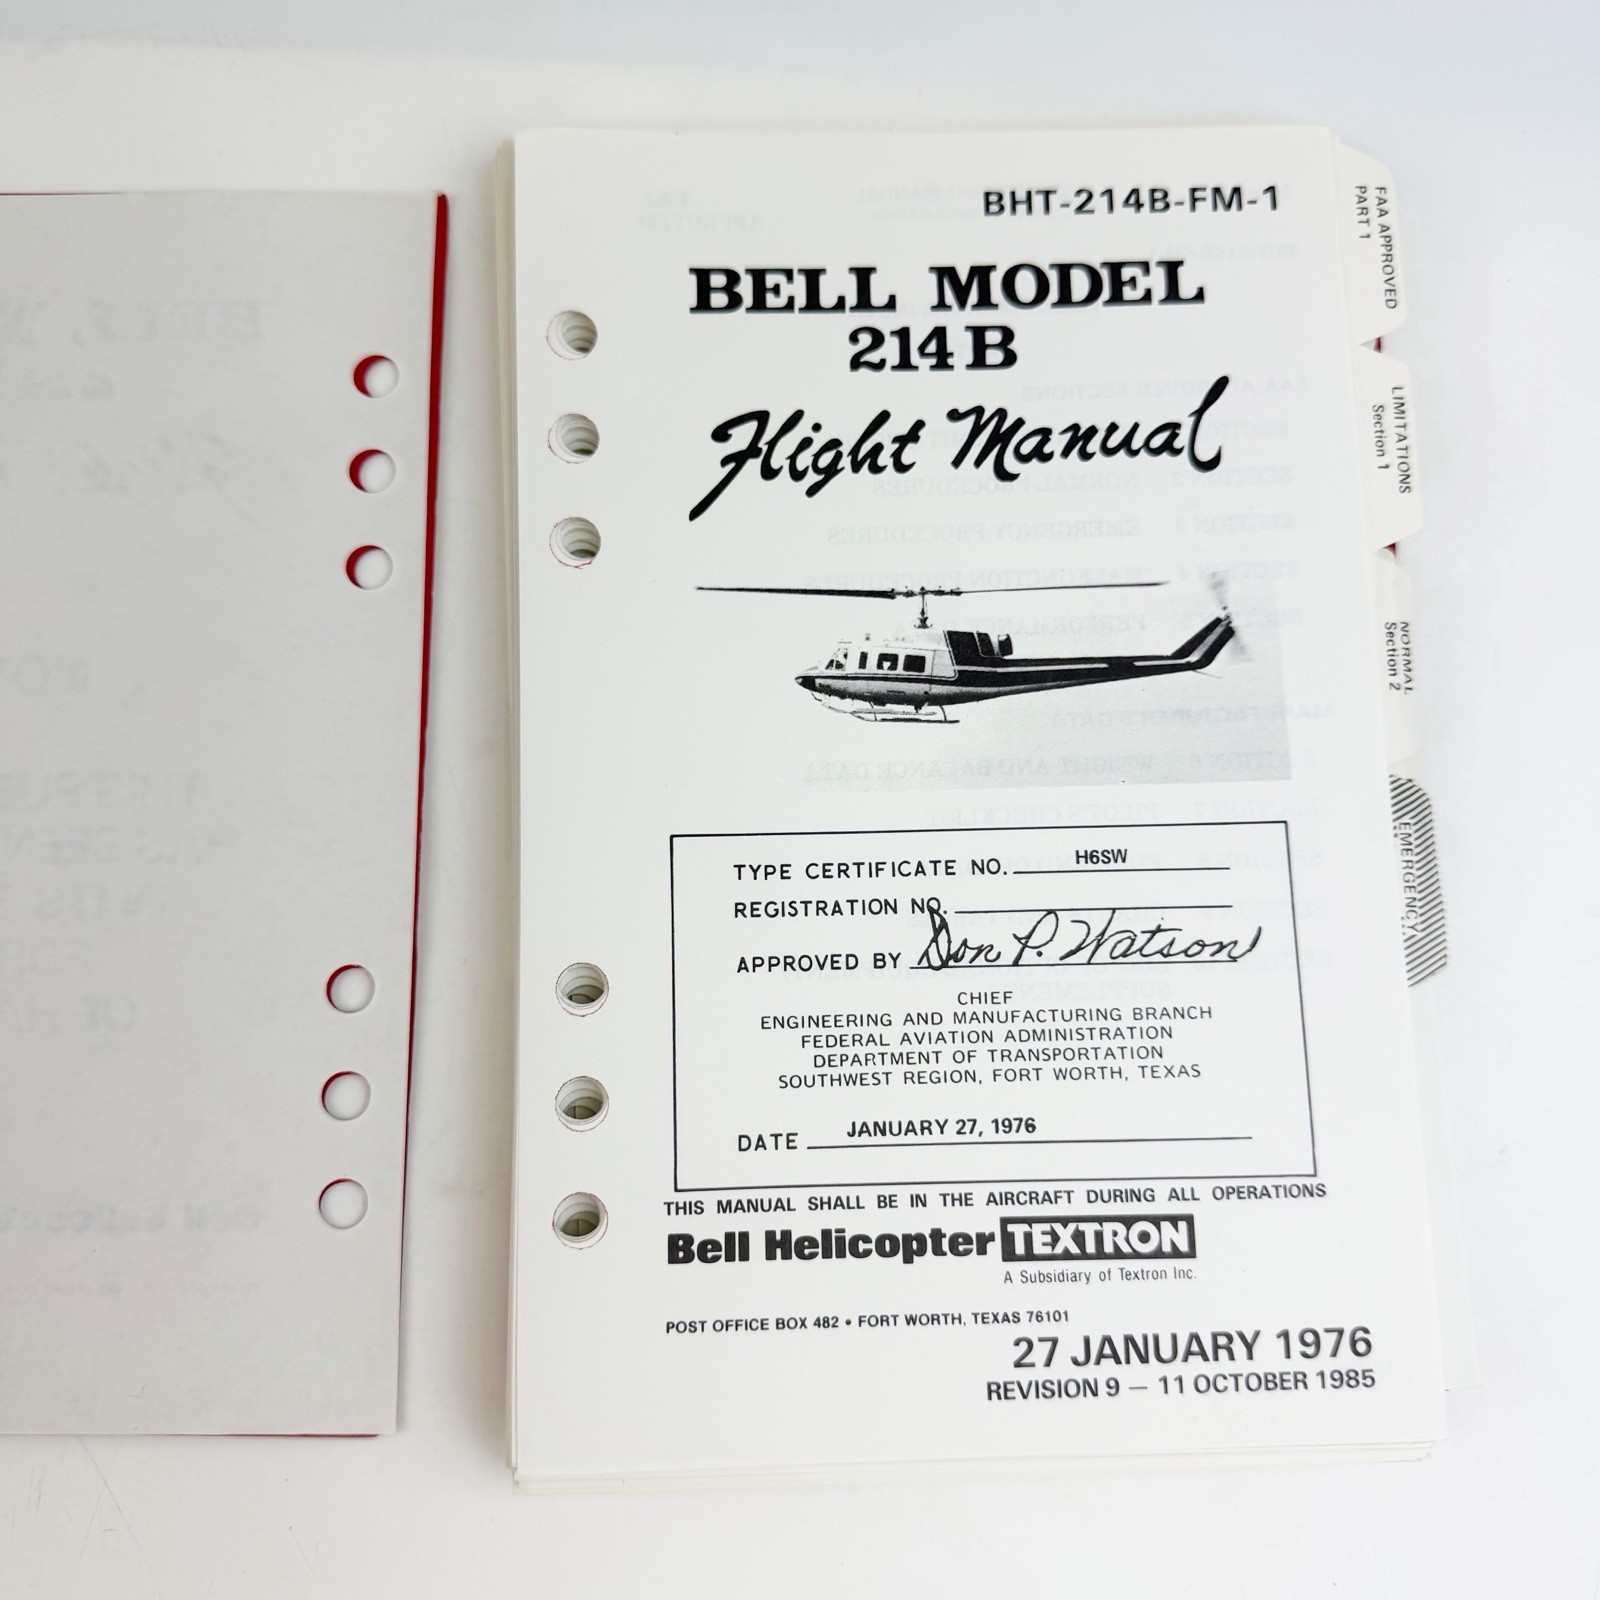 BHT-214B-FM-1
BELL MODEL
214B
Flight Manual
TYPE CERTIFICATE NO. H6SW
REGISTRATION NO.
APPROVED BY Don P. Watson
CHIEF
ENGINEERING AND MANUFACTURING BRANCH
FEDERAL AVIATION ADMINISTRATION
DEPARTMENT OF TRANSPORTATION
SOUTHWEST REGION, FORT WORTH, TEXAS
DATE JANUARY 27, 1976
THIS MANUAL SHALL BE IN THE AIRCRAFT DURING ALL OPERATIONS
Bell Helicopter TEXTRON
A Subsidiary of Textron Inc.
POST OFFICE BOX 482 • FORT WORTH, TEXAS 76101
27 JANUARY 1976
REVISION 9 — 11 OCTOBER 1985
FAA APPROVED
PART 1
LIMITATIONS
Section 1
NORMAL
Section 2
EMERGENCY